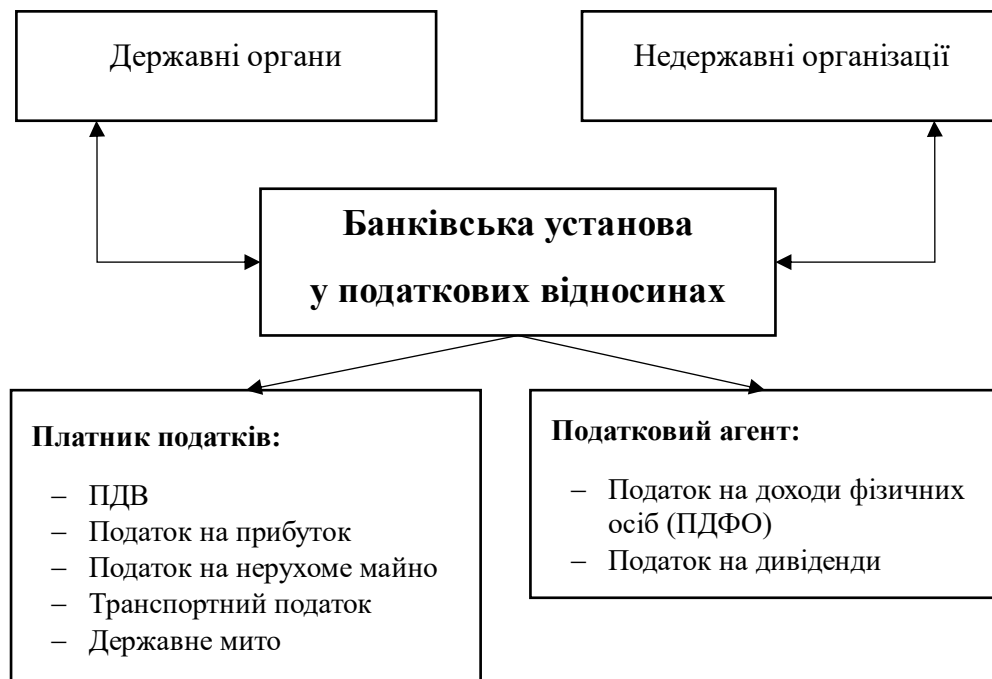 Державні органи
Недержавні організації
Банківська установа
у податкових відносинах
Платник податків:
– ПДВ
– Податок на прибуток
– Податок на нерухоме майно
– Транспортний податок
– Державне мито
Податковий агент:
– Податок на доходи фізичних
осіб (ПДФО)
– Податок на дивіденди